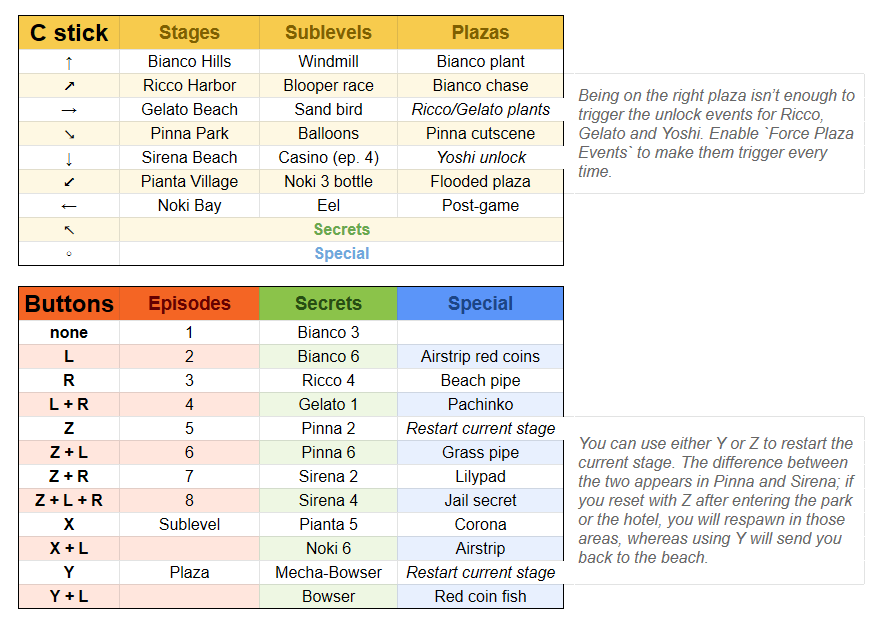 C stick Stages Sublevels Plazas
↑ Bianco Hills Windmill Bianco plant
↗ Ricco Harbor Blooper race Bianco chase
→ Gelato Beach Sand bird Ricco/Gelato plants
↘ Pinna Park Balloons Pinna cutscene
↓ Sirena Beach Casino (ep. 4) Yoshi unlock
↙ Pianta Village Noki 3 bottle Flooded plaza
← Noki Bay Eel Post-game
↖ Secrets
◦ Special
Being on the right plaza isn’t enough to
trigger the unlock events for Ricco,
Gelato and Yoshi. Enable `Force Plaza
Events` to make them trigger every
time.
Buttons Episodes Secrets Special
none 1 Bianco 3
L 2 Bianco 6 Airstrip red coins
R 3 Ricco 4 Beach pipe
L + R 4 Gelato 1 Pachinko
Z 5 Pinna 2 Restart current stage
Z + L 6 Pinna 6 Grass pipe
Z + R 7 Sirena 2 Lilypad
Z + L + R 8 Sirena 4 Jail secret
X Sublevel Pianta 5 Corona
X + L Noki 6 Airstrip
Y Plaza Mecha-Bowser Restart current stage
Y + L Bowser Red coin fish
You can use either Y or Z to restart the
current stage. The difference between
the two appears in Pinna and Sirena; if
you reset with Z after entering the park
or the hotel, you will respawn in those
areas, whereas using Y will send you
back to the beach.